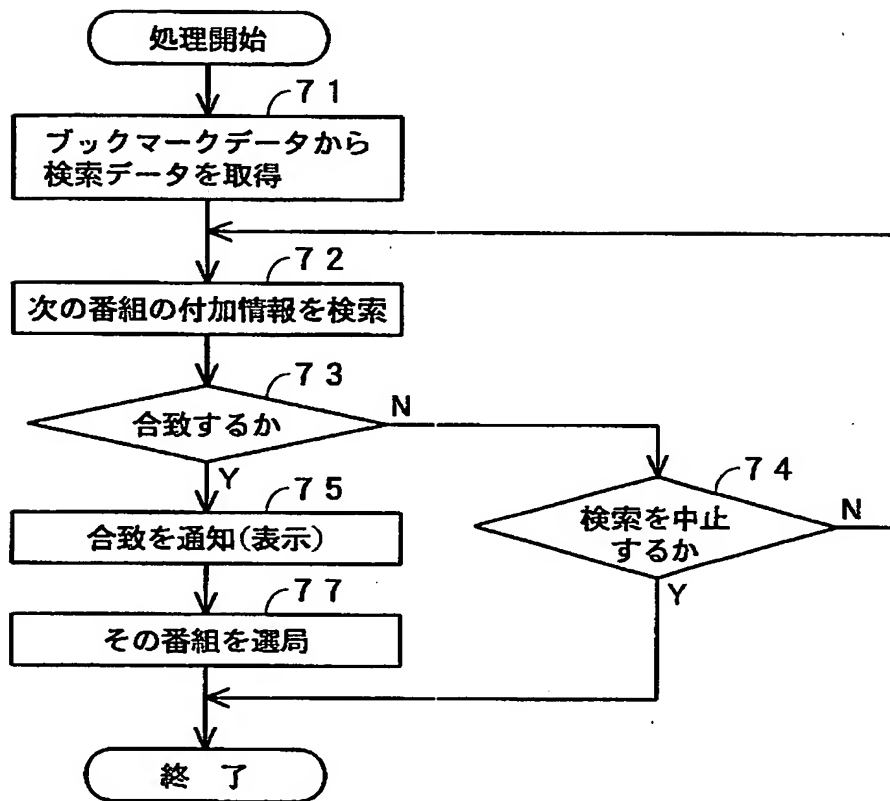 処理開始
71
ブックマークデータから
検索データを取得
72
次の番組の付加情報を検索
73
合致するか
N
Y
74
検索を中止
するか
N
Y
75
合致を通知(表示)
77
その番組を選局
終 了